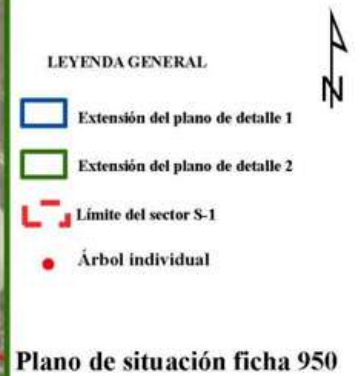 N
LEYENDA GENERAL
Extensión del plano de detalle 1
Extensión del plano de detalle 2
Límite del sector S-1
Árbol individual
Plano de situación ficha 950